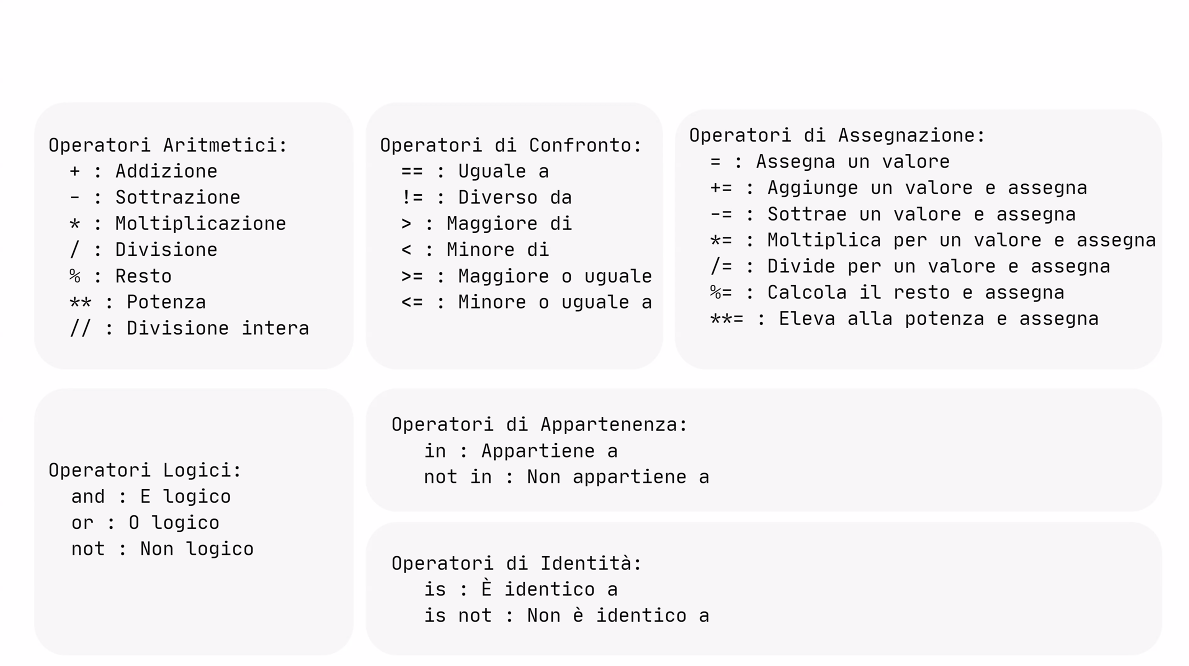 Operatori Aritmetici:
+ : Addizione
- : Sottrazione
* : Moltiplicazione
/ : Divisione
% : Resto
** : Potenza
// : Divisione intera
Operatori di Confronto:
== : Uguale a
!= : Diverso da
> : Maggiore di
< : Minore di
>= : Maggiore o uguale
<= : Minore o uguale a
Operatori di Assegnazione:
= : Assegna un valore
+= : Aggiunge un valore e assegna
-= : Sottrae un valore e assegna
*= : Moltiplica per un valore e assegna
/= : Divide per un valore e assegna
%= : Calcola il resto e assegna
**= : Eleva alla potenza e assegna
Operatori Logici:
and : E logico
or : O logico
not : Non logico
Operatori di Appartenenza:
in : Appartiene a
not in : Non appartiene a
Operatori di Identità:
is : È identico a
is not : Non è identico a